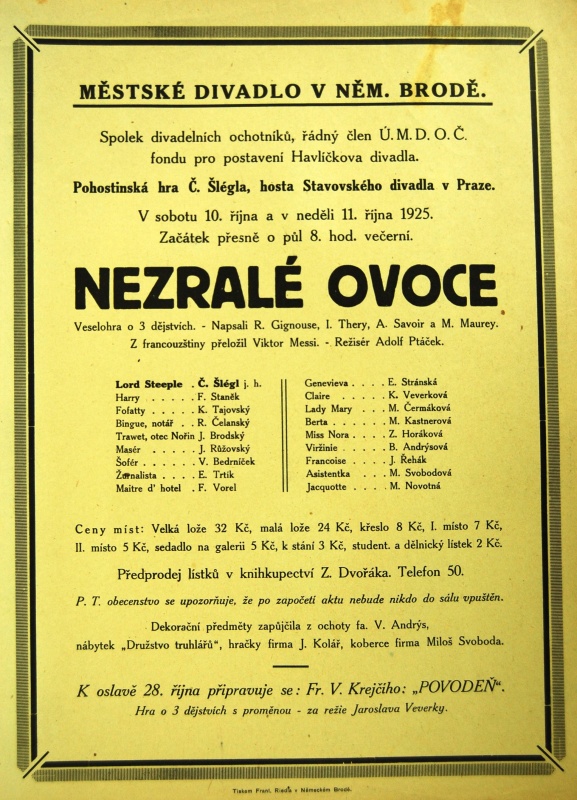 MĚSTSKÉ DIVADLO V NĚM. BRODĚ.
Spolek divadelních ochotníků, řádný člen Ú. M. D. O. Č.
fondu pro postavení Havlíčkova divadla.
Pohostinská hra Č. Šlégla, hosta Stavovského divadla v Praze.
V sobotu 10. října a v neděli 11. října 1925.
Začátek přesně o půl 8. hod. večerní.
NEZRALÉ OVOCE
Veselohra o 3 dějstvích. - Napsali R. Gignouse, I. Thery, A. Savoir a M. Maurey.
Z francouzštiny přeložil Viktor Messi. - Režisér Adolf Ptáček.
Lord Steeple . Č. Šlégl j. h.
Harry . . . . . F. Staněk
Fofatty . . . . K. Tajovský
Bingue, notář . R. Čelanský
Trawet, otec Nořin J. Brodský
Masér . . . . . J. Růžovský
Šofér . . . . . . V. Bedrníček
Žurnalista . . . . E. Trtík
Maitre d' hotel . F. Vorel
Genevieva . . . . E. Stránská
Claire . . . . . K. Veverková
Lady Mary . . . M. Čermáková
Berta . . . . . M. Kastnerová
Miss Nora . . . . Z. Horáková
Viržinie . . . . B. Andrýsová
Francoise . . . . J. Řehák
Asistentka . . . M. Svobodová
Jacquotte . . . . M. Novotná
Ceny míst: Velká lože 32 Kč, malá lože 24 Kč, křeslo 8 Kč, I. místo 7 Kč,
II. místo 5 Kč, sedadlo na galerii 5 Kč, k stání 3 Kč, student. a dělnický lístek 2 Kč.
Předprodej lístků v knihkupectví Z. Dvořáka. Telefon 50.
P. T. obecenstvo se upozorňuje, že po započetí aktu nebude nikdo do sálu vpuštěn.
Dekorační předměty zapůjčila z ochoty fa. V. Andrýs,
nábytek „Družstvo truhlářů", hračky firma J. Kolář, koberce firma Miloš Svoboda.
K oslavě 28. října připravuje se: Fr. V. Krejčího: „POVODEŇ".
Hra o 3 dějstvích s proměnou - za režie Jaroslava Veverky.
Tiskem Frant. Riedla v Německém Brodě.